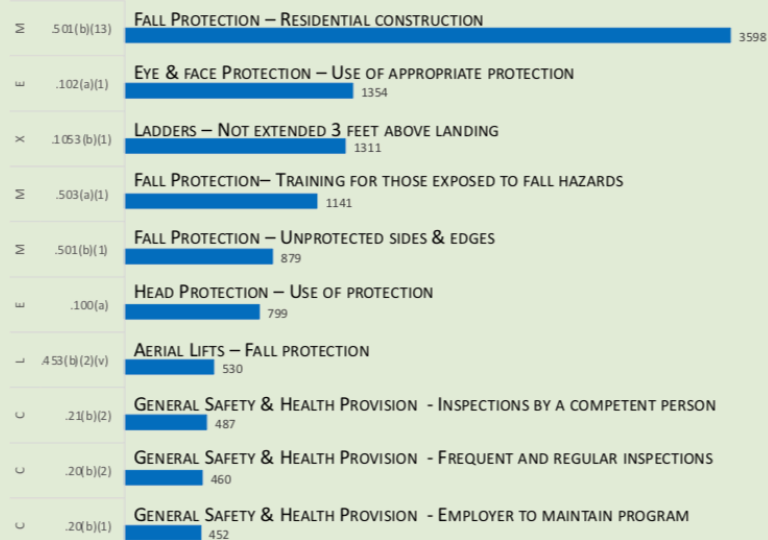 M .501(b)(13) FALL PROTECTION – RESIDENTIAL CONSTRUCTION 3598
E .102(a)(1) EYE & FACE PROTECTION – USE OF APPROPRIATE PROTECTION 1354
X .1053(b)(1) LADDERS – NOT EXTENDED 3 FEET ABOVE LANDING 1311
M .503(a)(1) FALL PROTECTION– TRAINING FOR THOSE EXPOSED TO FALL HAZARDS 1141
M .501(b)(1) FALL PROTECTION – UNPROTECTED SIDES & EDGES 879
E .100(a) HEAD PROTECTION – USE OF PROTECTION 799
L .453(b)(2)(v) AERIAL LIFTS – FALL PROTECTION 530
C .21(b)(2) GENERAL SAFETY & HEALTH PROVISION - INSPECTIONS BY A COMPETENT PERSON 487
C .20(b)(2) GENERAL SAFETY & HEALTH PROVISION - FREQUENT AND REGULAR INSPECTIONS 460
C .20(b)(1) GENERAL SAFETY & HEALTH PROVISION - EMPLOYER TO MAINTAIN PROGRAM 452